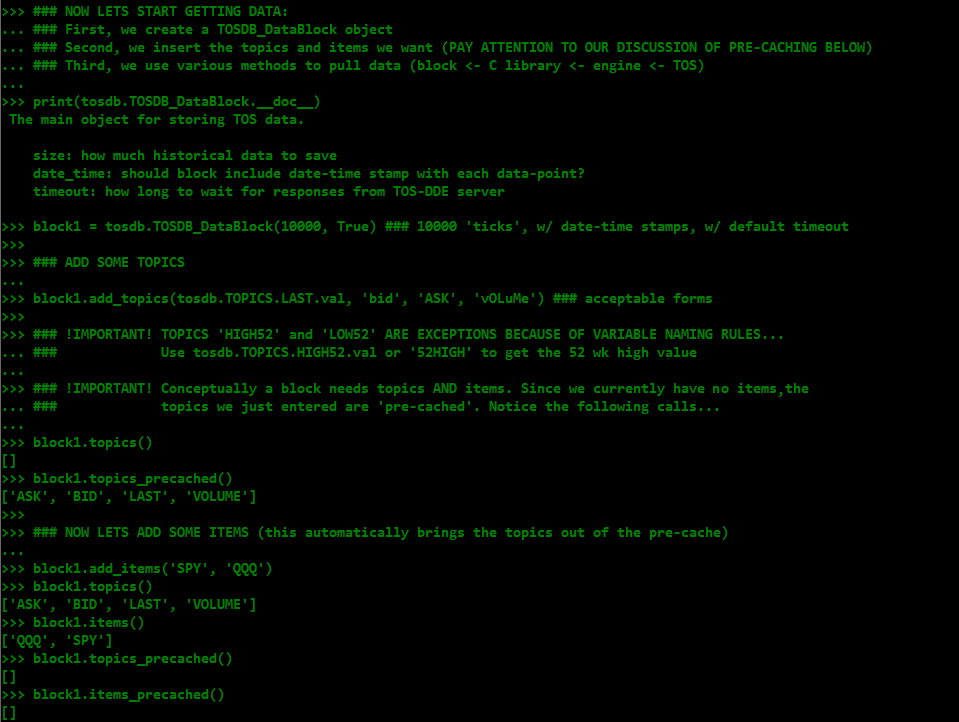 >>> ### NOW LETS START GETTING DATA:
... ### First, we create a TOSDB_DataBlock object
... ### Second, we insert the topics and items we want (PAY ATTENTION TO OUR DISCUSSION OF PRE-CACHING BELOW)
... ### Third, we use various methods to pull data (block <- C library <- engine <- TOS)
...
>>> print(tosdb.TOSDB_DataBlock.__doc__)
 The main object for storing TOS data.

    size: how much historical data to save
    date_time: should block include date-time stamp with each data-point?
    timeout: how long to wait for responses from TOS-DDE server

>>> block1 = tosdb.TOSDB_DataBlock(10000, True) ### 10000 'ticks', w/ date-time stamps, w/ default timeout
>>>
>>> ### ADD SOME TOPICS
...
>>> block1.add_topics(tosdb.TOPICS.LAST.val, 'bid', 'ASK', 'vOLuMe') ### acceptable forms
>>>
>>> ### !IMPORTANT! TOPICS 'HIGH52' and 'LOW52' ARE EXCEPTIONS BECAUSE OF VARIABLE NAMING RULES...
... ###             Use tosdb.TOPICS.HIGH52.val or '52HIGH' to get the 52 wk high value
...
>>> ### !IMPORTANT! Conceptually a block needs topics AND items. Since we currently have no items,the
... ###             topics we just entered are 'pre-cached'. Notice the following calls...
...
>>> block1.topics()
[]
>>> block1.topics_precached()
['ASK', 'BID', 'LAST', 'VOLUME']
>>>
>>> ### NOW LETS ADD SOME ITEMS (this automatically brings the topics out of the pre-cache)
...
>>> block1.add_items('SPY', 'QQQ')
>>> block1.topics()
['ASK', 'BID', 'LAST', 'VOLUME']
>>> block1.items()
['QQQ', 'SPY']
>>> block1.topics_precached()
[]
>>> block1.items_precached()
[]